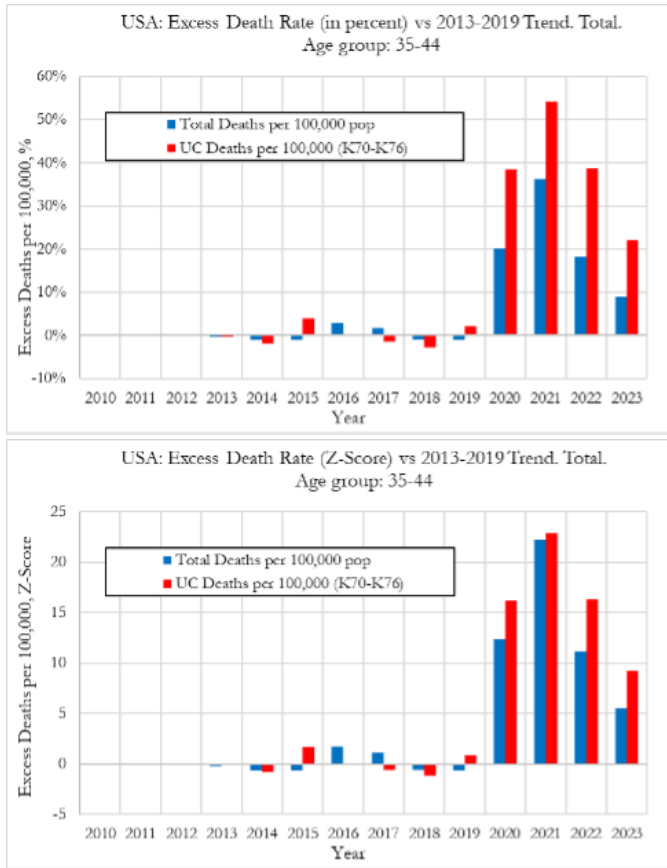 USA: Excess Death Rate (in percent) vs 2013-2019 Trend. Total.
Age group: 35-44
Excess Deaths per 100,000, %
60%
50%
40%
30%
20%
10%
0%
-10%
Total Deaths per 100,000 pop
UC Deaths per 100,000 (K70-K76)
2010 2011 2012 2013 2014 2015 2016 2017 2018 2019 2020 2021 2022 2023
Year
USA: Excess Death Rate (Z-Score) vs 2013-2019 Trend. Total.
Age group: 35-44
Excess Deaths per 100,000, Z-Score
25
20
15
10
5
0
-5
Total Deaths per 100,000 pop
UC Deaths per 100,000 (K70-K76)
2010 2011 2012 2013 2014 2015 2016 2017 2018 2019 2020 2021 2022 2023
Year